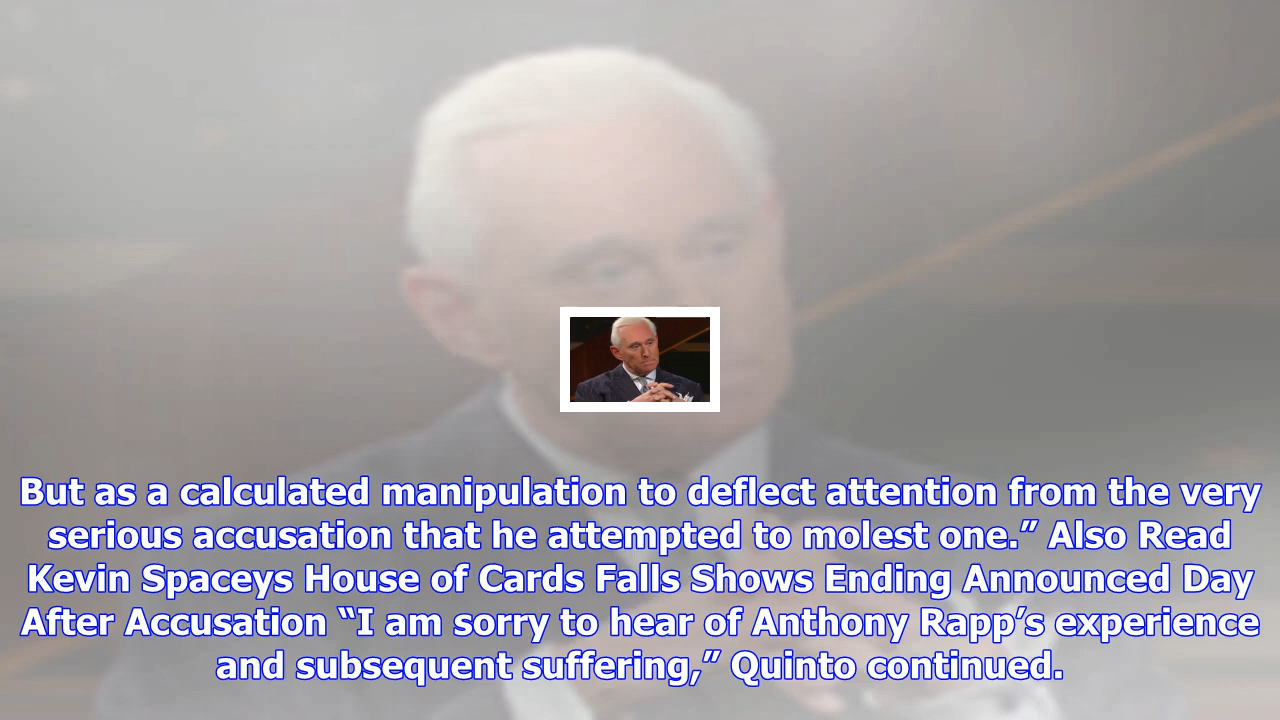 But as a calculated manipulation to deflect attention from the very
serious accusation that he attempted to molest one.” Also Read
Kevin Spaceys House of Cards Falls Shows Ending Announced Day
After Accusation “I am sorry to hear of Anthony Rapp’s experience
and subsequent suffering,” Quinto continued.